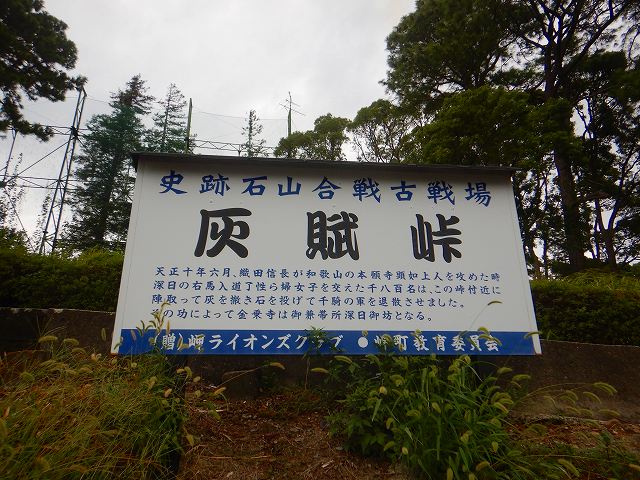 史跡石山合戦古戦場
灰賦峠
天正十年六月、織田信長が和歌山の本願寺顕如上人を攻めた時
深日の右馬入道了性ら婦女子を交えた千八百名は、この峠付近に
陣取って灰を撒き石を投げて千騎の軍を退散させました。
その功によって金乗寺は御兼帯所深日御坊となる。
(贈)岬ライオンズクラブ ●岬町教育委員会